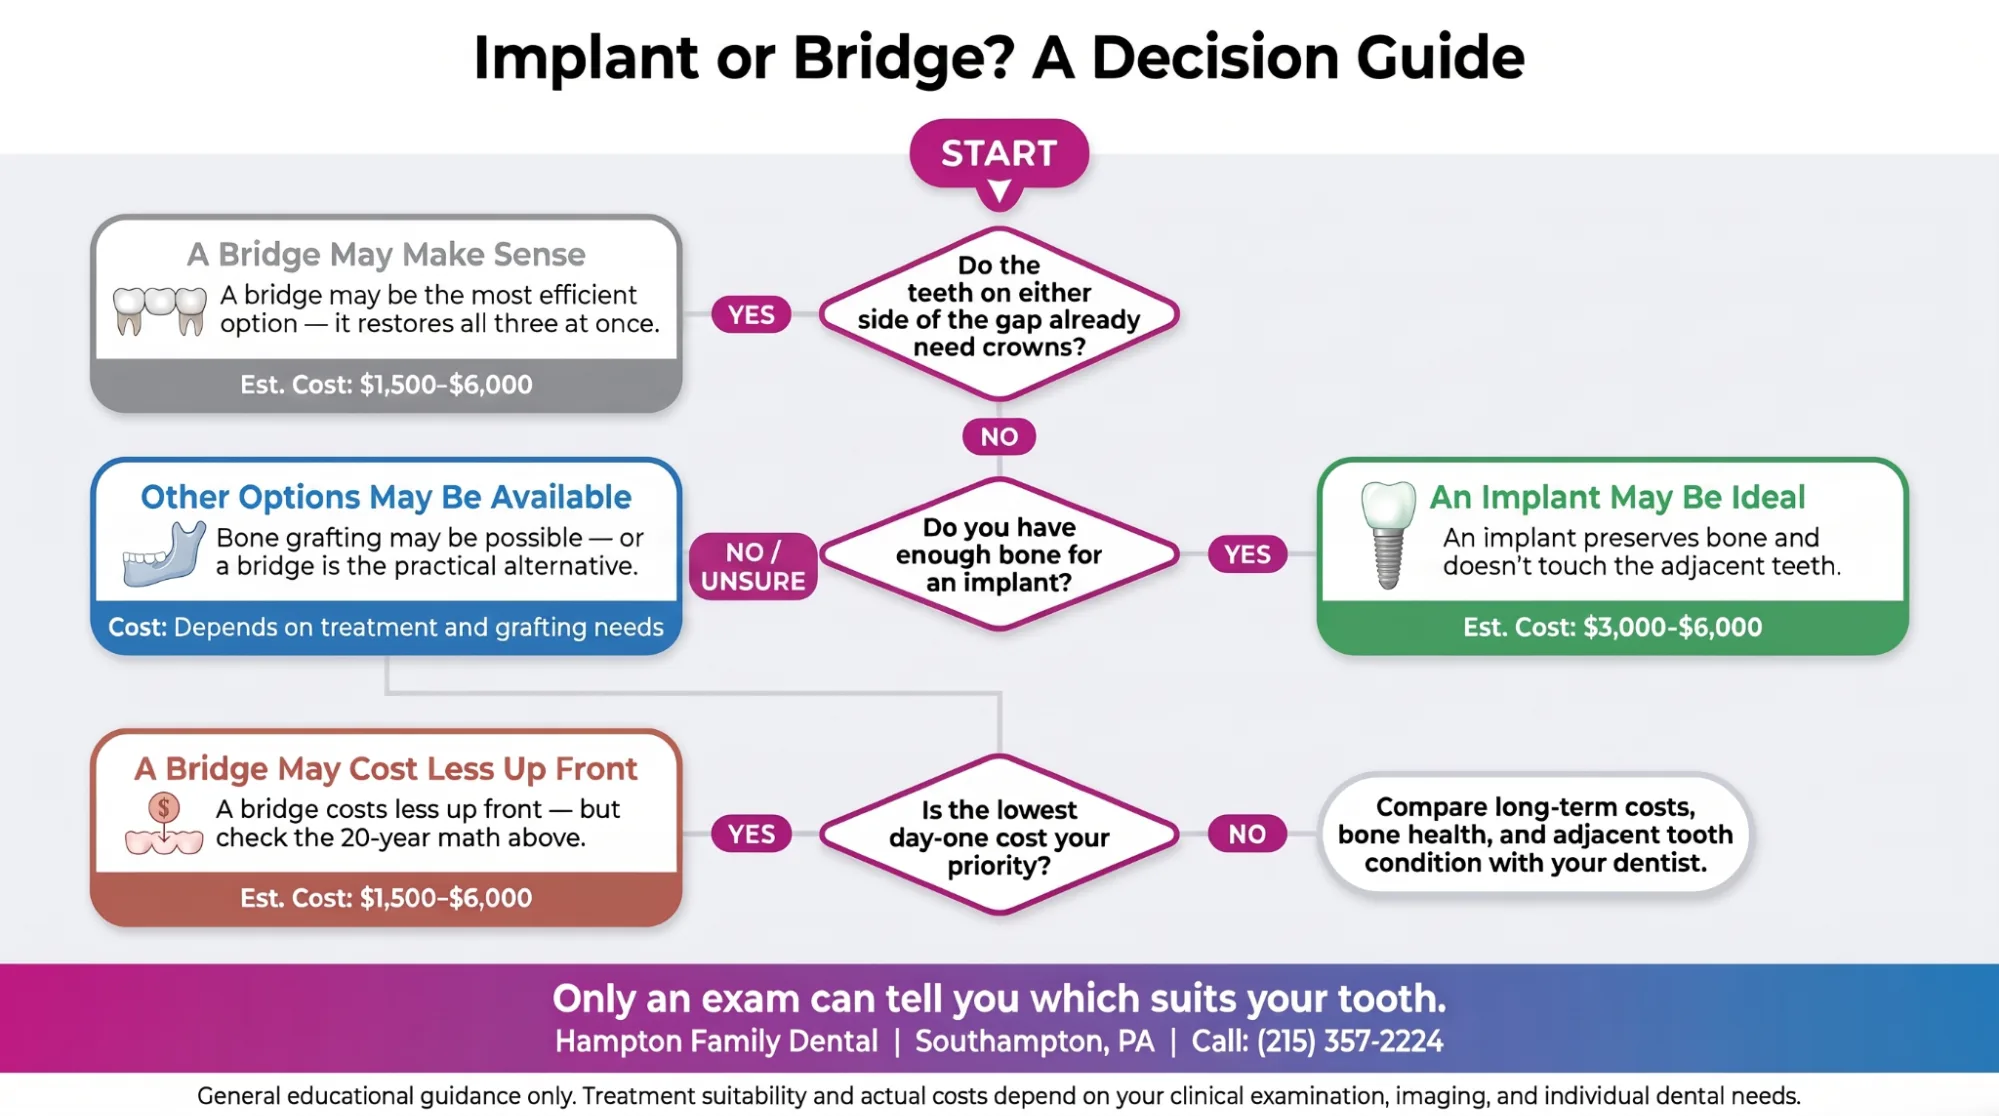 Implant or Bridge? A Decision Guide
START
Do the
teeth on either
side of the gap already
need crowns?
YES
A Bridge May Make Sense
A bridge may be the most efficient
option — it restores all three at once.
Est. Cost: $1,500–$6,000
NO
Do you have
enough bone for
an implant?
NO /
UNSURE
Other Options May Be Available
Bone grafting may be possible — or
a bridge is the practical alternative.
Cost: Depends on treatment and grafting needs
YES
An Implant May Be Ideal
An implant preserves bone and
doesn't touch the adjacent teeth.
Est. Cost: $3,000–$6,000
Is the lowest
day-one cost your
priority?
YES
A Bridge May Cost Less Up Front
$
A bridge costs less up front — but
check the 20-year math above.
Est. Cost: $1,500–$6,000
NO
Compare long-term costs,
bone health, and adjacent tooth
condition with your dentist.
Only an exam can tell you which suits your tooth.
Hampton Family Dental | Southampton, PA | Call: (215) 357-2224
General educational guidance only. Treatment suitability and actual costs depend on your clinical examination, imaging, and individual dental needs.